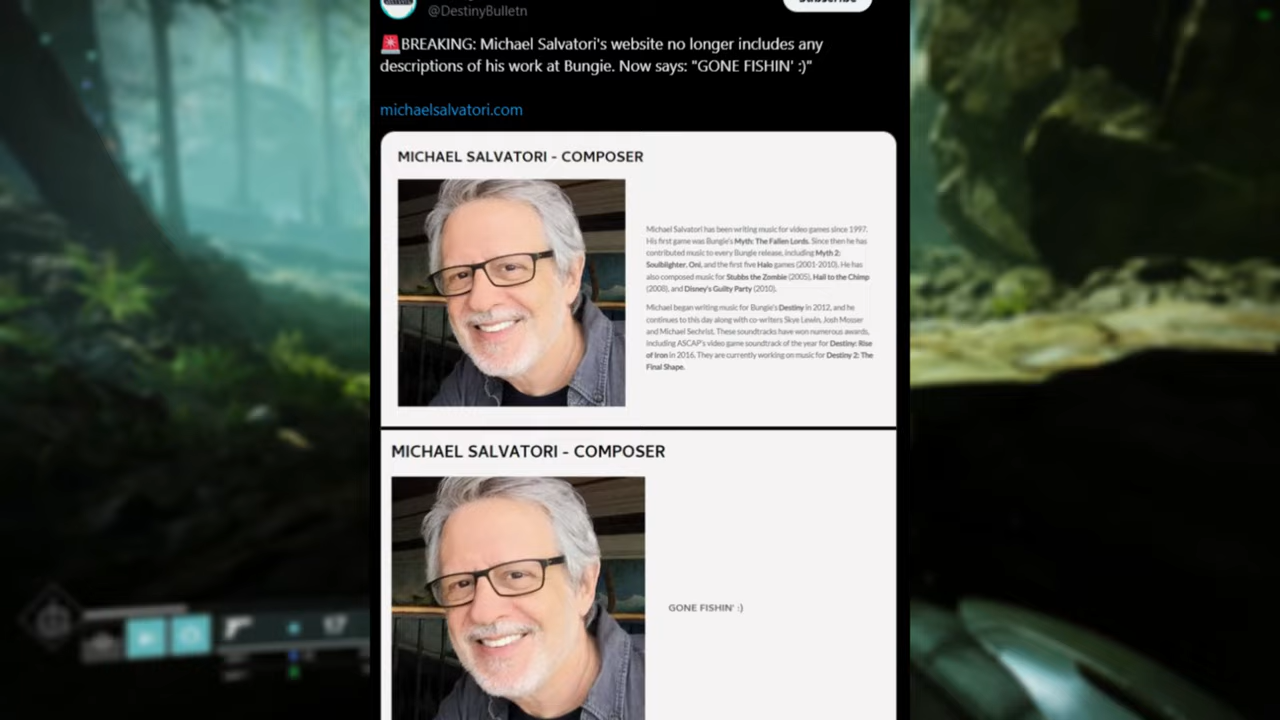 @DestinyBulletn
Subscribe
🚨BREAKING: Michael Salvatori's website no longer includes any
descriptions of his work at Bungie. Now says: "GONE FISHIN' :)"
michaelsalvatori.com
MICHAEL SALVATORI - COMPOSER
Michael Salvatori has been writing music for video games since 1997.
His first game was Bungie's Myth: The Fallen Lords. Since then he has
contributed music to every Bungie release, including Myth 2:
Soulblighter, Oni, and the first five Halo games (2001-2010). He has
also composed music for Stubbs the Zombie (2005), Hail to the Chimp
(2008), and Disney's Guilty Party (2010).
Michael began writing music for Bungie's Destiny in 2012, and he
continues to this day along with co-writers Skye Lewin, Josh Mosser
and Michael Sechrist. These soundtracks have won numerous awards,
including ASCAP's video game soundtrack of the year for Destiny: Rise
of Iron in 2016. They are currently working on music for Destiny 2: The
Final Shape.
MICHAEL SALVATORI - COMPOSER
GONE FISHIN' :)
17